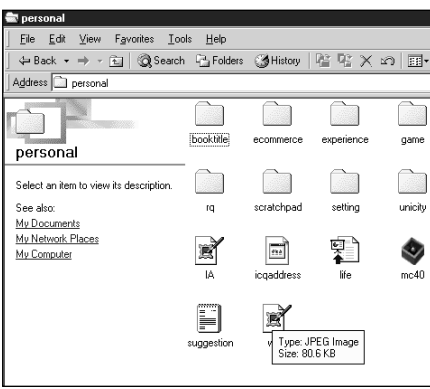 personal
File Edit View Favorites Tools Help
Back Search Folders History
Address personal
personal
Select an item to view its description.
See also:
My Documents
My Network Places
My Computer
booktitle ecommerce experience game
rq scratchpad setting unicity
IA icqaddress life mc40
suggestion
Type: JPEG Image
Size: 80.6 KB